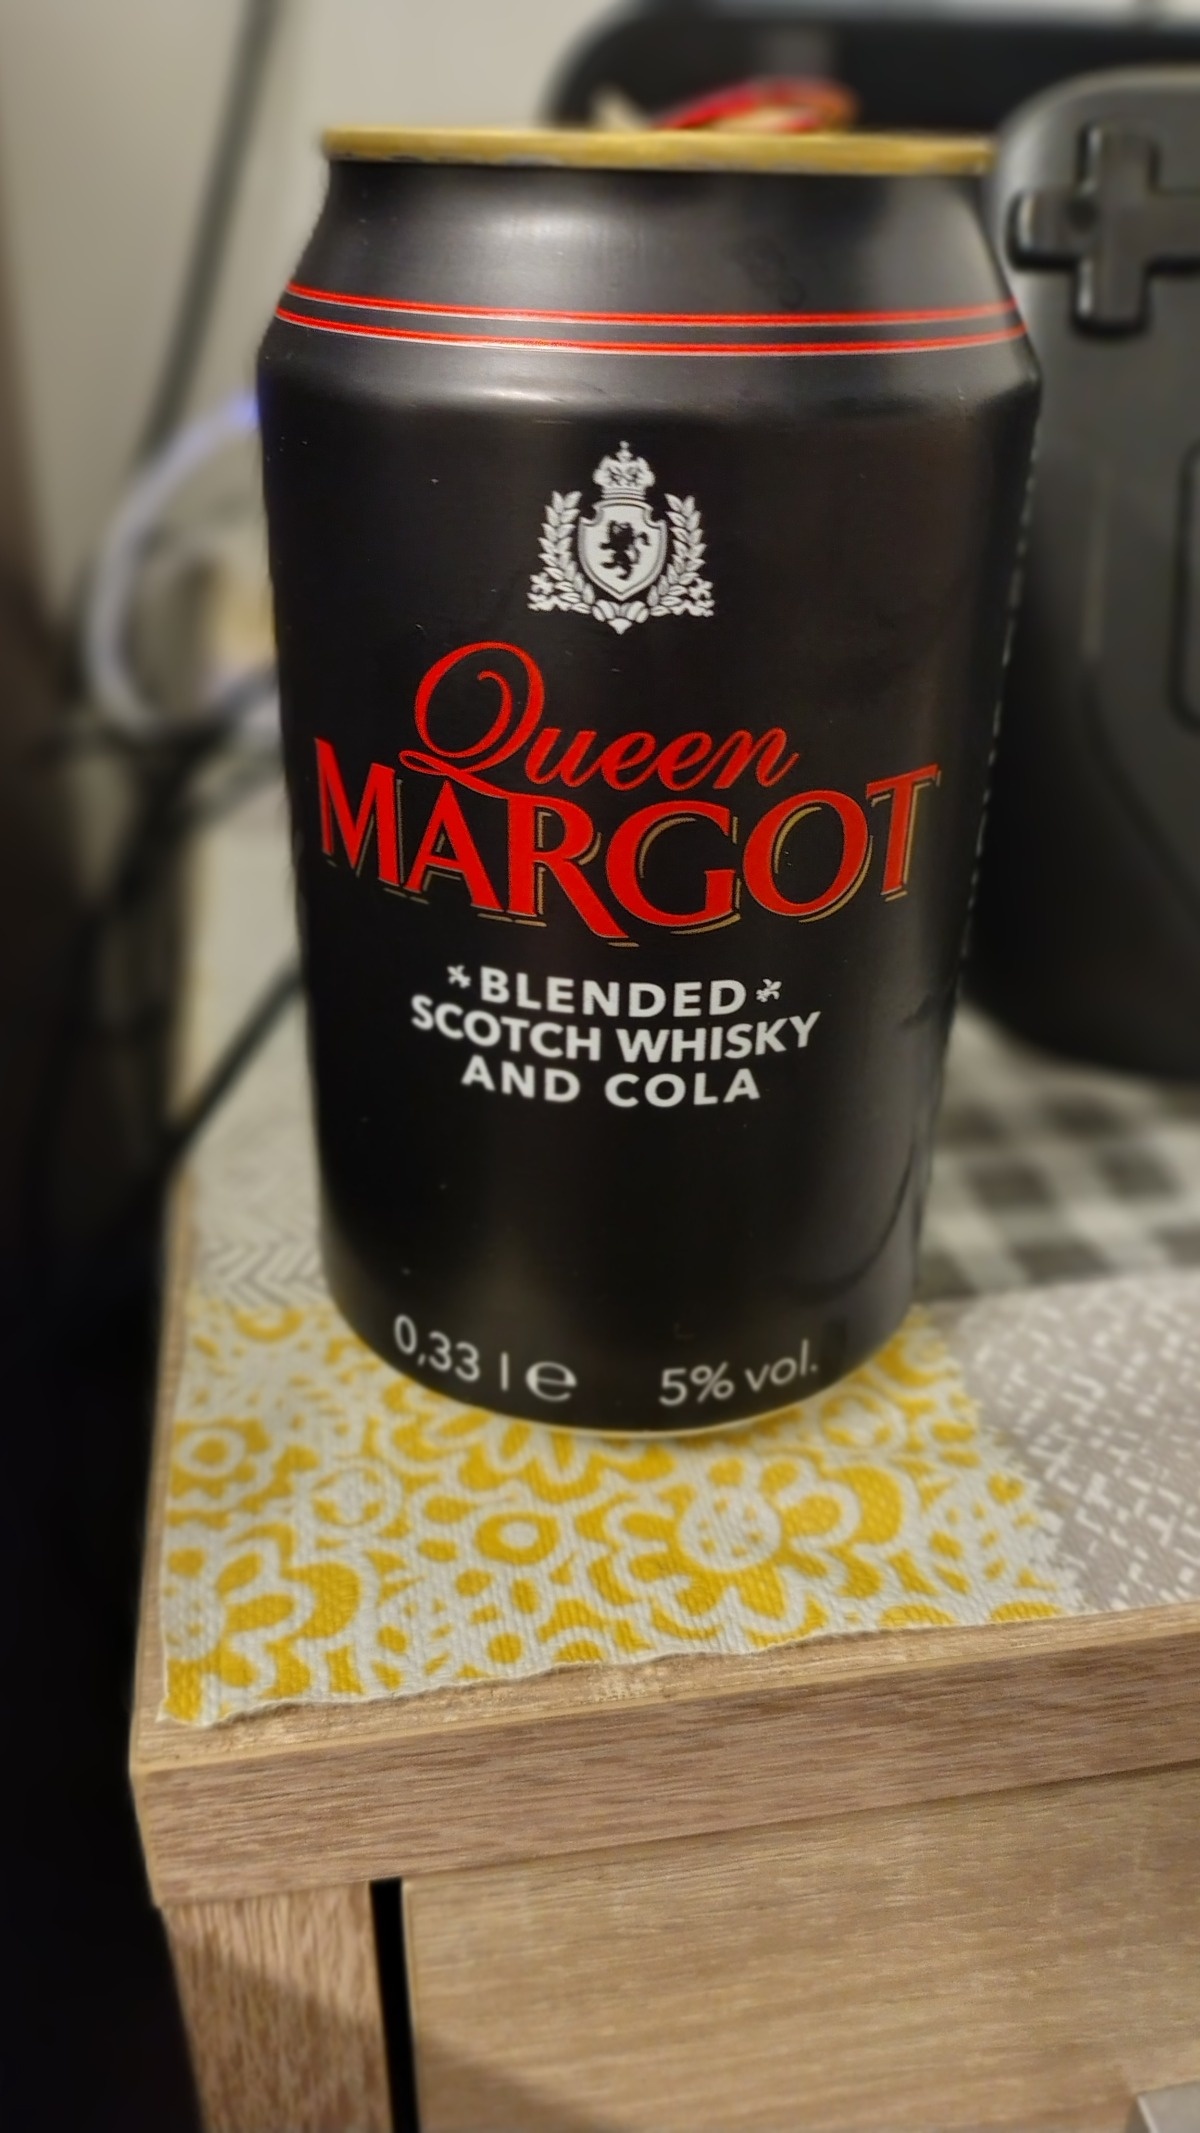 Queen
MARGOT
BLENDED
SCOTCH WHISKY
AND COLA
0,33 l ℮ 5% vol.